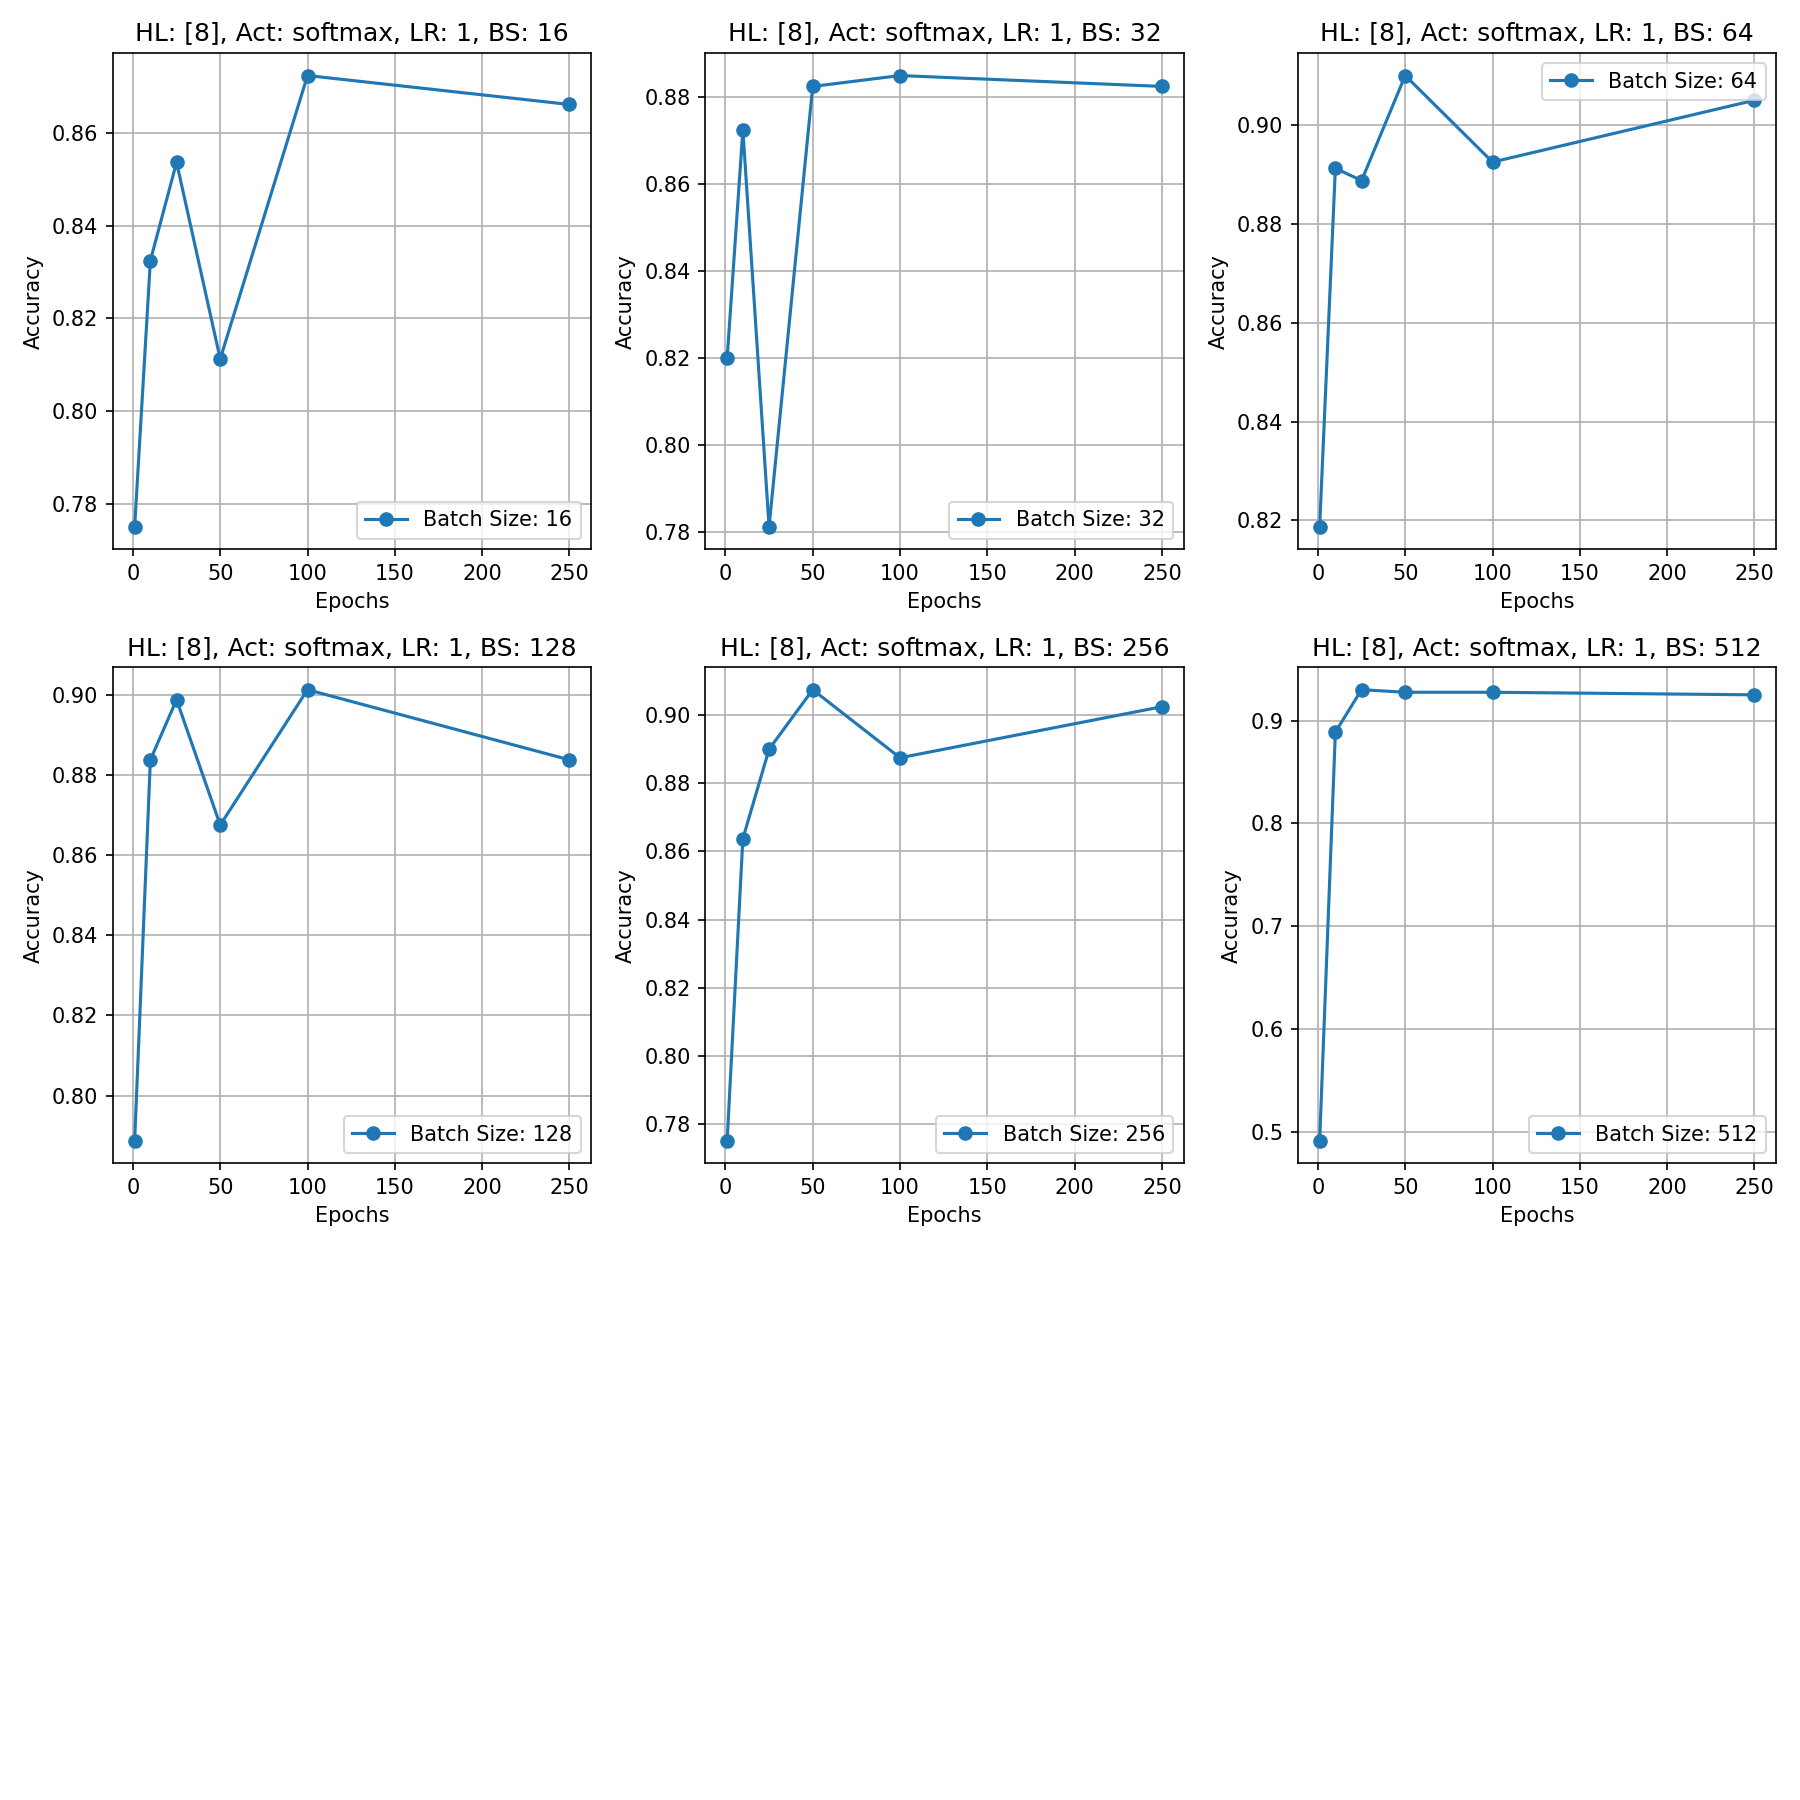 HL: [8], Act: softmax, LR: 1, BS: 16
Accuracy
0.86
0.84
0.82
0.80
0.78
Batch Size: 16
0 50 100 150 200 250
Epochs
HL: [8], Act: softmax, LR: 1, BS: 32
Accuracy
0.88
0.86
0.84
0.82
0.80
0.78
Batch Size: 32
0 50 100 150 200 250
Epochs
HL: [8], Act: softmax, LR: 1, BS: 64
Accuracy
Batch Size: 64
0.90
0.88
0.86
0.84
0.82
0 50 100 150 200 250
Epochs
HL: [8], Act: softmax, LR: 1, BS: 128
Accuracy
0.90
0.88
0.86
0.84
0.82
0.80
Batch Size: 128
0 50 100 150 200 250
Epochs
HL: [8], Act: softmax, LR: 1, BS: 256
Accuracy
0.90
0.88
0.86
0.84
0.82
0.80
0.78
Batch Size: 256
0 50 100 150 200 250
Epochs
HL: [8], Act: softmax, LR: 1, BS: 512
Accuracy
0.9
0.8
0.7
0.6
0.5
Batch Size: 512
0 50 100 150 200 250
Epochs